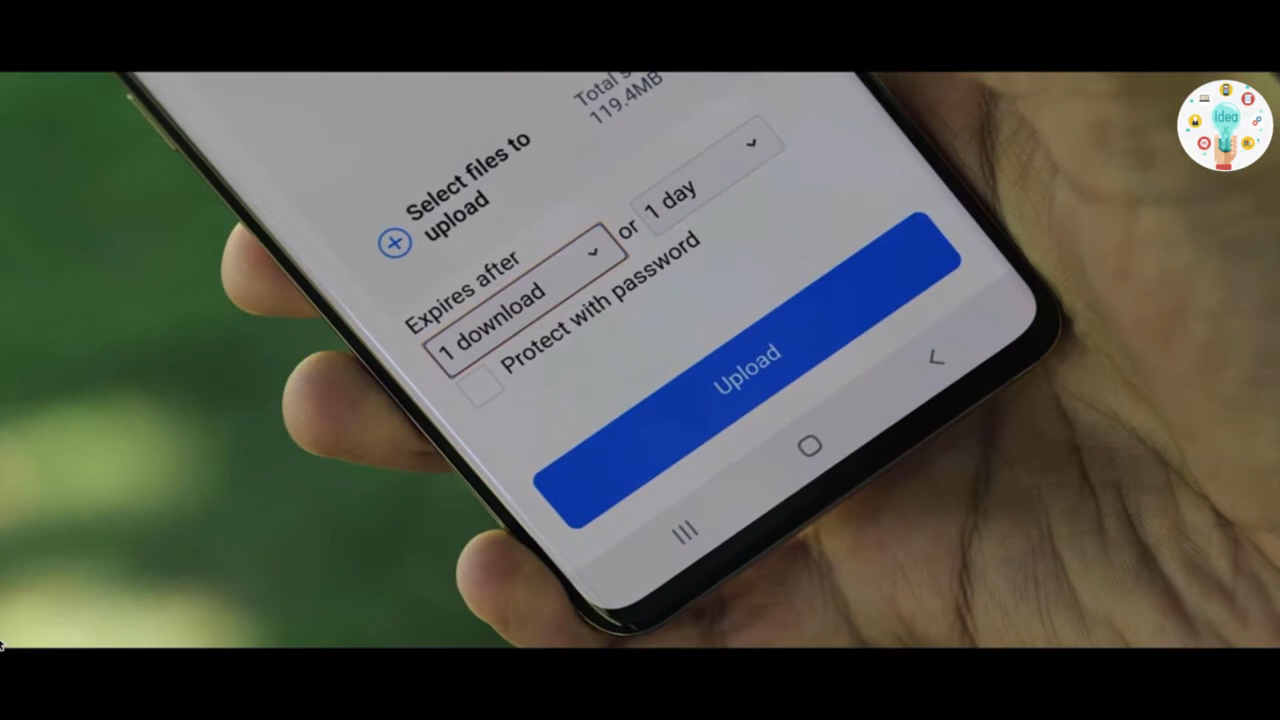 Total
119.4MB
Select files to
upload
Expires after
1 download
or
1 day
Protect with password
Upload
idea